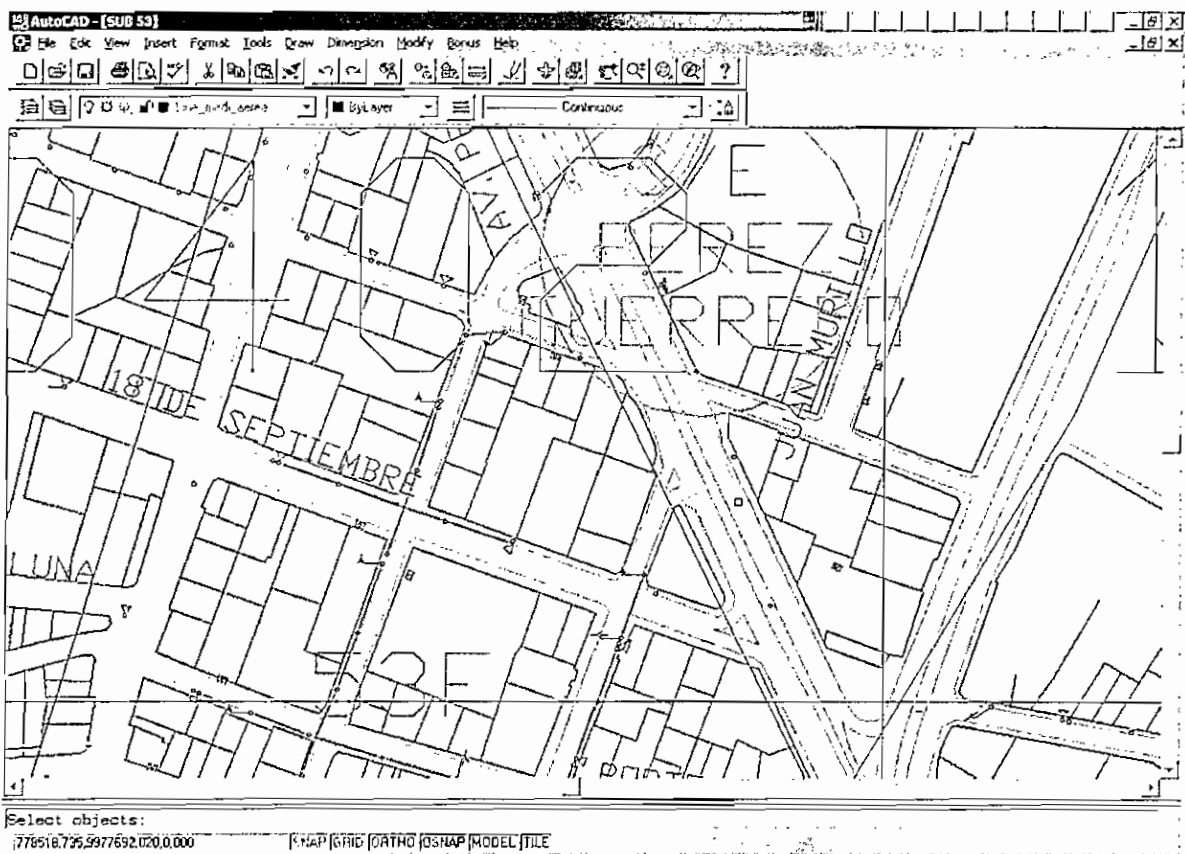 AutoCAD - [SUB 53]
File Edit View Insert Format Tools Draw Dimension Modify Bonus Help
ByLayer Continuous
AV. P
E
PEREZ
GUERRERO
MURILLO
18 DE SEPTIEMBRE
LUNA
53F
Select objects:
778518.735,9977692.020,0.000 SNAP GRID ORTHO OSNAP MODEL TILE